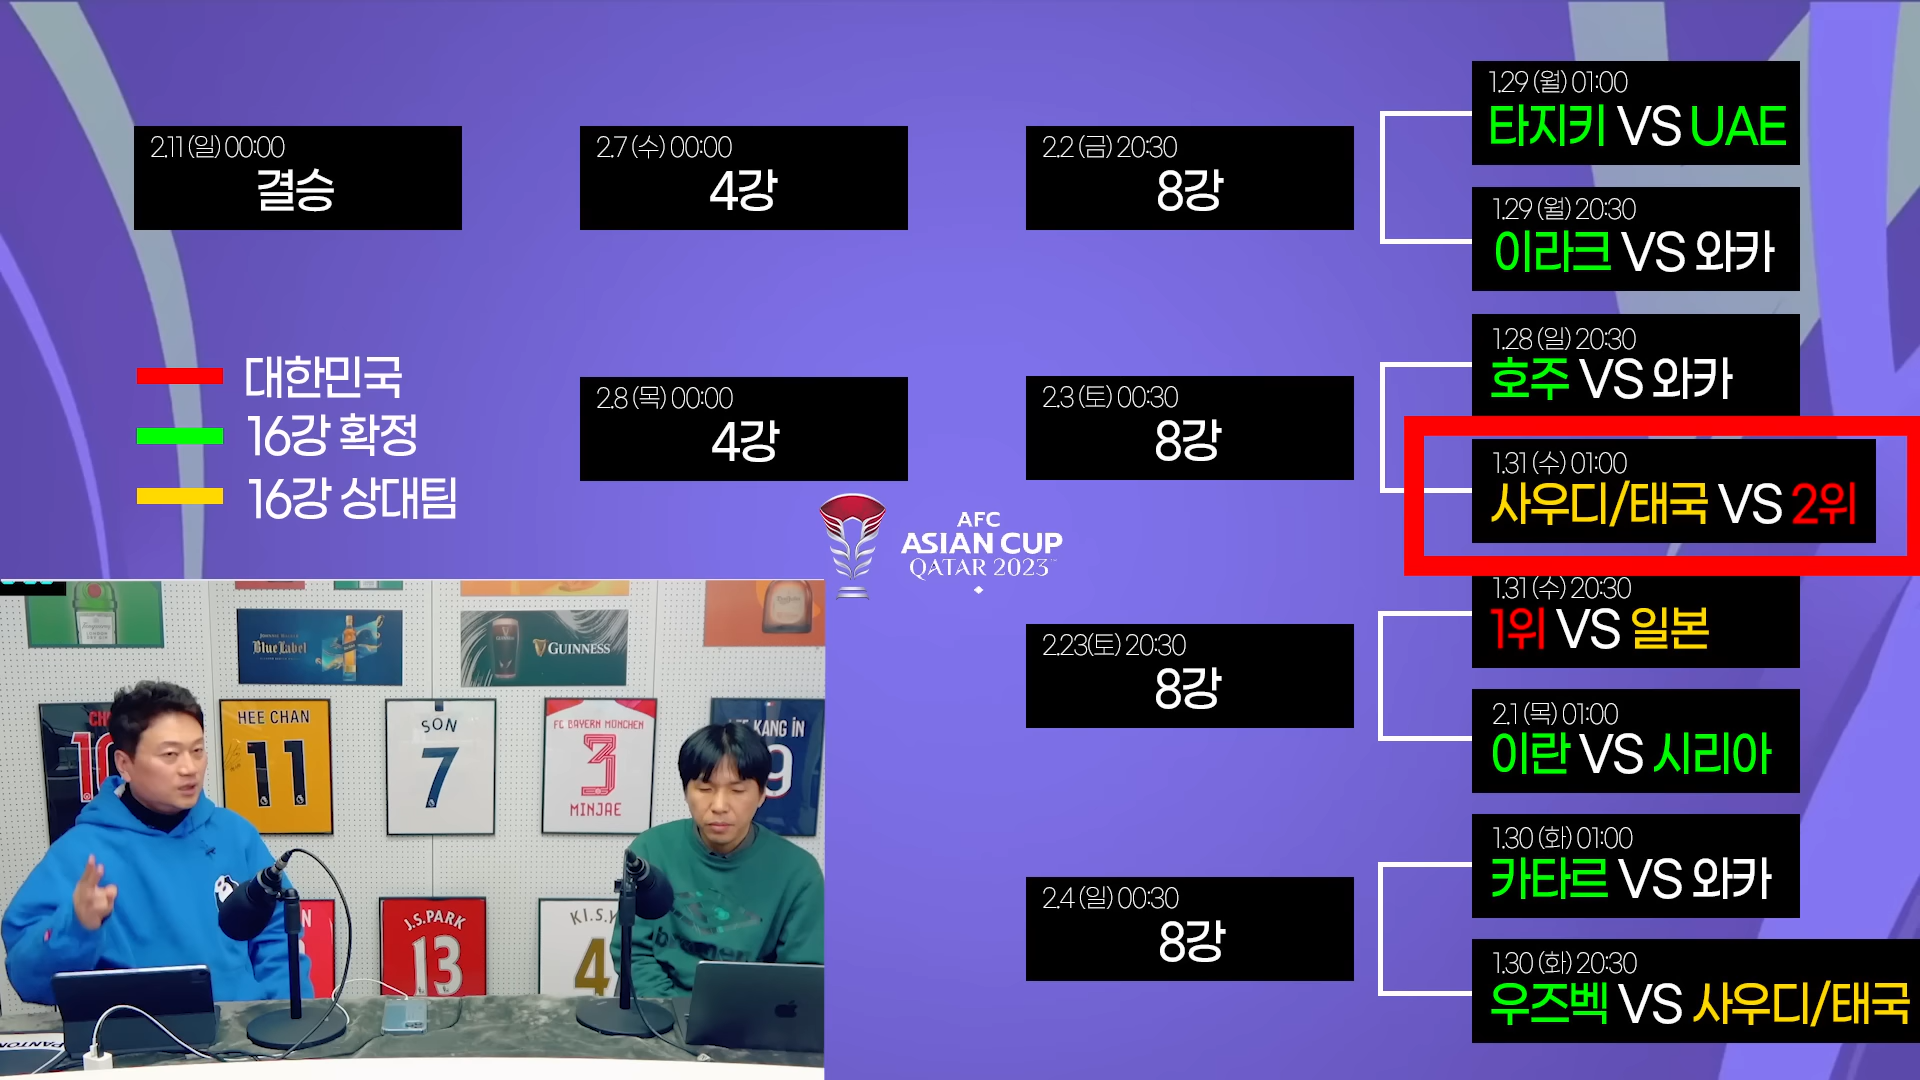 2.11 (일) 00:00
결승
2.7 (수) 00:00
4강
2.2 (금) 20:30
8강
1.29 (월) 01:00
타지키 VS UAE
1.29 (월) 20:30
이라크 VS 와카
대한민국
16강 확정
16강 상대팀
2.8 (목) 00:00
4강
2.3 (토) 00:30
8강
1.28 (일) 20:30
호주 VS 와카
1.31 (수) 01:00
사우디/태국 VS 2위
AFC
ASIAN CUP
QATAR 2023
2.23(토) 20:30
8강
1.31 (수) 20:30
1위 VS 일본
2.1 (목) 01:00
이란 VS 시리아
2.4 (일) 00:30
8강
1.30 (화) 01:00
카타르 VS 와카
1.30 (화) 20:30
우즈벡 VS 사우디/태국
Blue Label
GUINNESS
HEE CHAN
11
SON
7
FC BAYERN MÜNCHEN
3
MINJAE
KANG IN
9
J.S.PARK
13
KI.S.Y
4